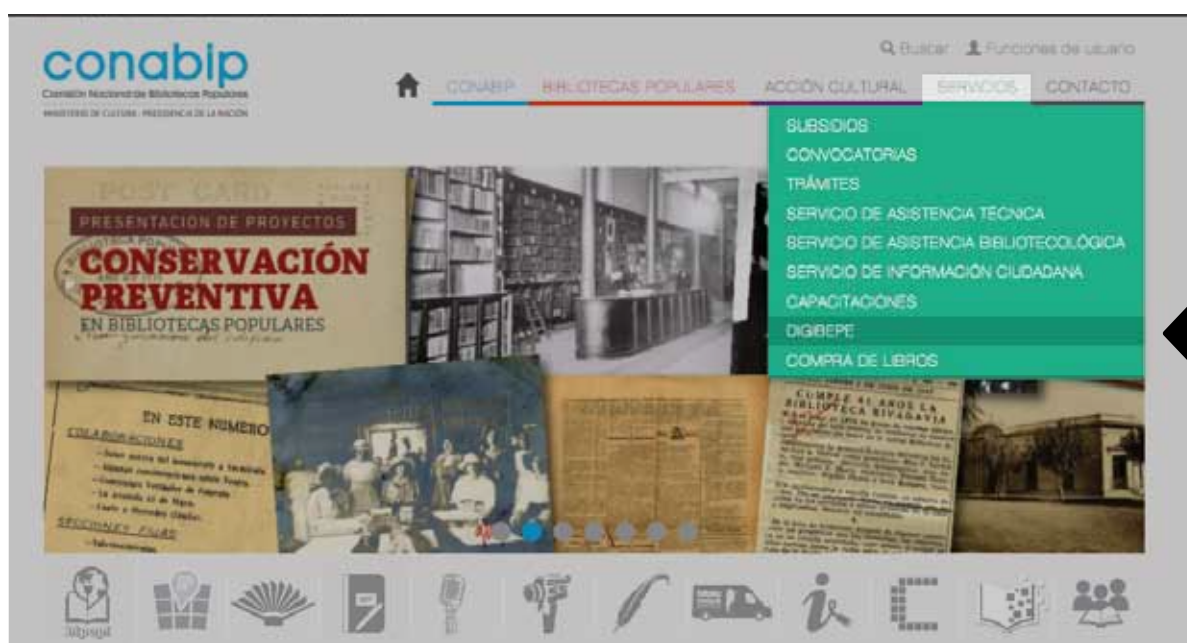 conabip
Comisión Nacional de Bibliotecas Populares
MINISTERIO DE CULTURA - PRESIDENCIA DE LA NACIÓN
Buscar
Funciones de usuario
CONABIP
BIBLIOTECAS POPULARES
ACCIÓN CULTURAL
SERVICIOS
CONTACTO
SUBSIDIOS
CONVOCATORIAS
TRÁMITES
SERVICIO DE ASISTENCIA TÉCNICA
SERVICIO DE ASISTENCIA BIBLIOTECOLÓGICA
SERVICIO DE INFORMACIÓN CIUDADANA
CAPACITACIONES
DIGIBEPE
COMPRA DE LIBROS
POST CARD
PRESENTACIÓN DE PROYECTOS
CONSERVACIÓN
PREVENTIVA
EN BIBLIOTECAS POPULARES
EN ESTE NUMERO
COLABORACIONES
SECCIONES FIJAS
CUMPLE 41 AÑOS LA
BIBLIOTECA RIVADAVIA